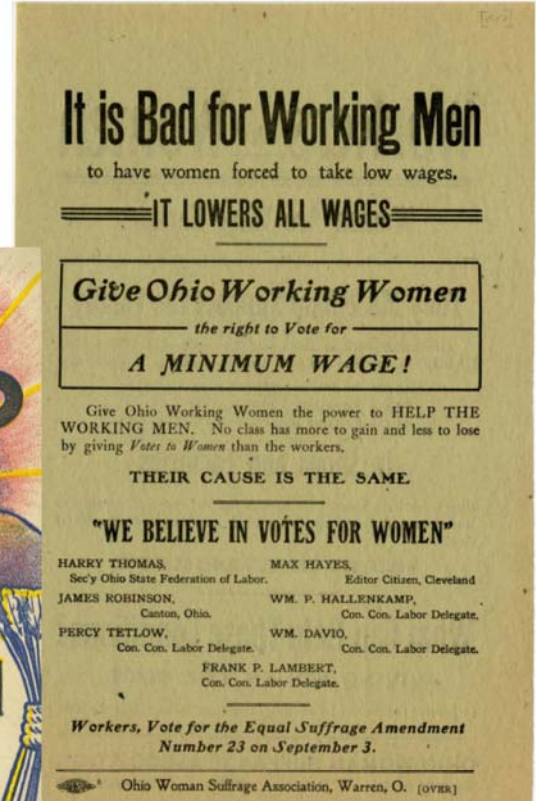 It is Bad for Working Men
to have women forced to take low wages.
IT LOWERS ALL WAGES
Give Ohio Working Women
the right to Vote for
A MINIMUM WAGE!
Give Ohio Working Women the power to HELP THE
WORKING MEN. No class has more to gain and less to lose
by giving Votes to Women than the workers.
THEIR CAUSE IS THE SAME
"WE BELIEVE IN VOTES FOR WOMEN"
HARRY THOMAS,
Sec'y Ohio State Federation of Labor.
MAX HAYES,
Editor Citizen, Cleveland
JAMES ROBINSON,
Canton, Ohio.
WM. P. HALLENKAMP,
Con. Con. Labor Delegate.
PERCY TETLOW,
Con. Con. Labor Delegate.
WM. DAVIO,
Con. Con. Labor Delegate.
FRANK P. LAMBERT,
Con. Con. Labor Delegate.
Workers, Vote for the Equal Suffrage Amendment
Number 23 on September 3.
Ohio Woman Suffrage Association, Warren, O. [OVER]